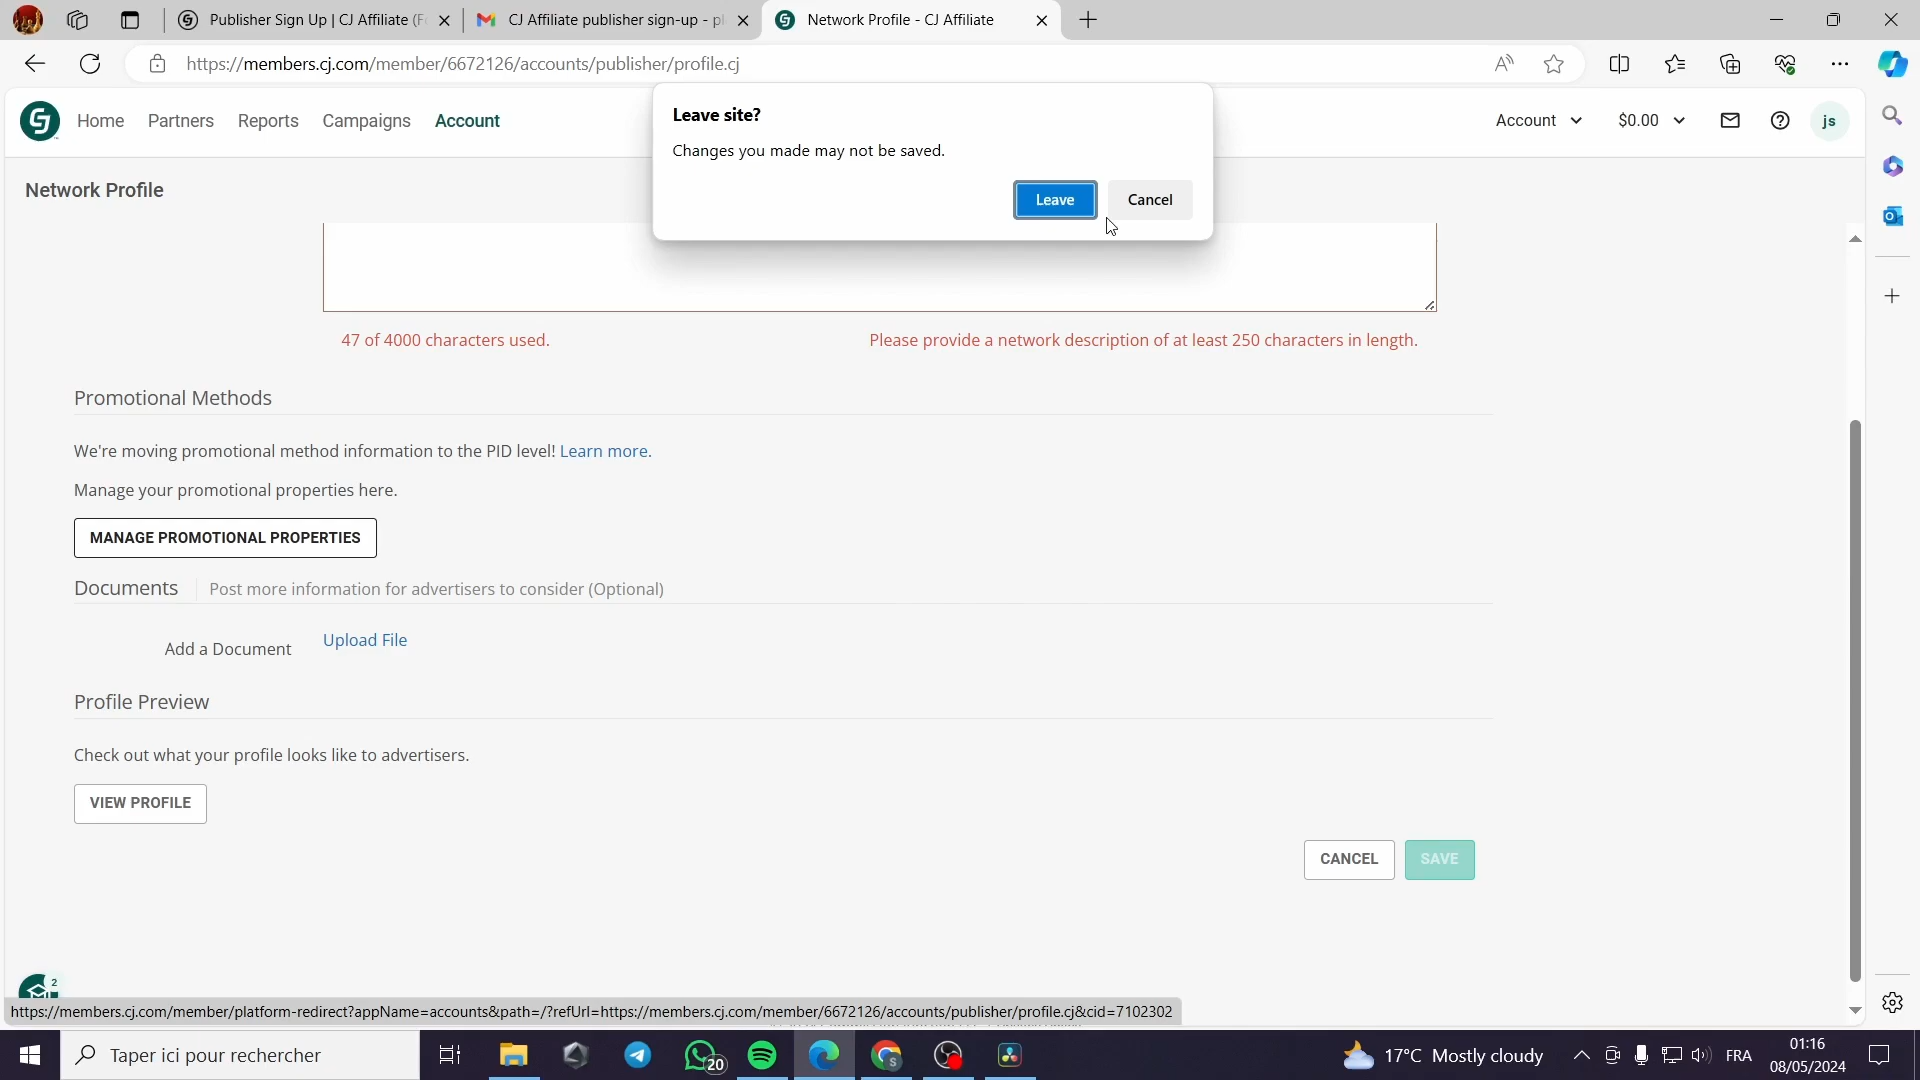 Publisher Sign Up | CJ Affiliate (F
CJ Affiliate publisher sign-up - pl
Network Profile - CJ Affiliate
https://members.cj.com/member/6672126/accounts/publisher/profile.cj
Home Partners Reports Campaigns Account
Account $0.00 js
Leave site?
Changes you made may not be saved.
Leave Cancel
Network Profile
47 of 4000 characters used. Please provide a network description of at least 250 characters in length.
Promotional Methods
We're moving promotional method information to the PID level! Learn more.
Manage your promotional properties here.
MANAGE PROMOTIONAL PROPERTIES
Documents Post more information for advertisers to consider (Optional)
Add a Document Upload File
Profile Preview
Check out what your profile looks like to advertisers.
VIEW PROFILE
CANCEL SAVE
2
https://members.cj.com/member/platform-redirect?appName=accounts&path=/?refUrl=https://members.cj.com/member/6672126/accounts/publisher/profile.cj&cid=7102302
Taper ici pour rechercher
20
17°C Mostly cloudy
FRA
01:16
08/05/2024